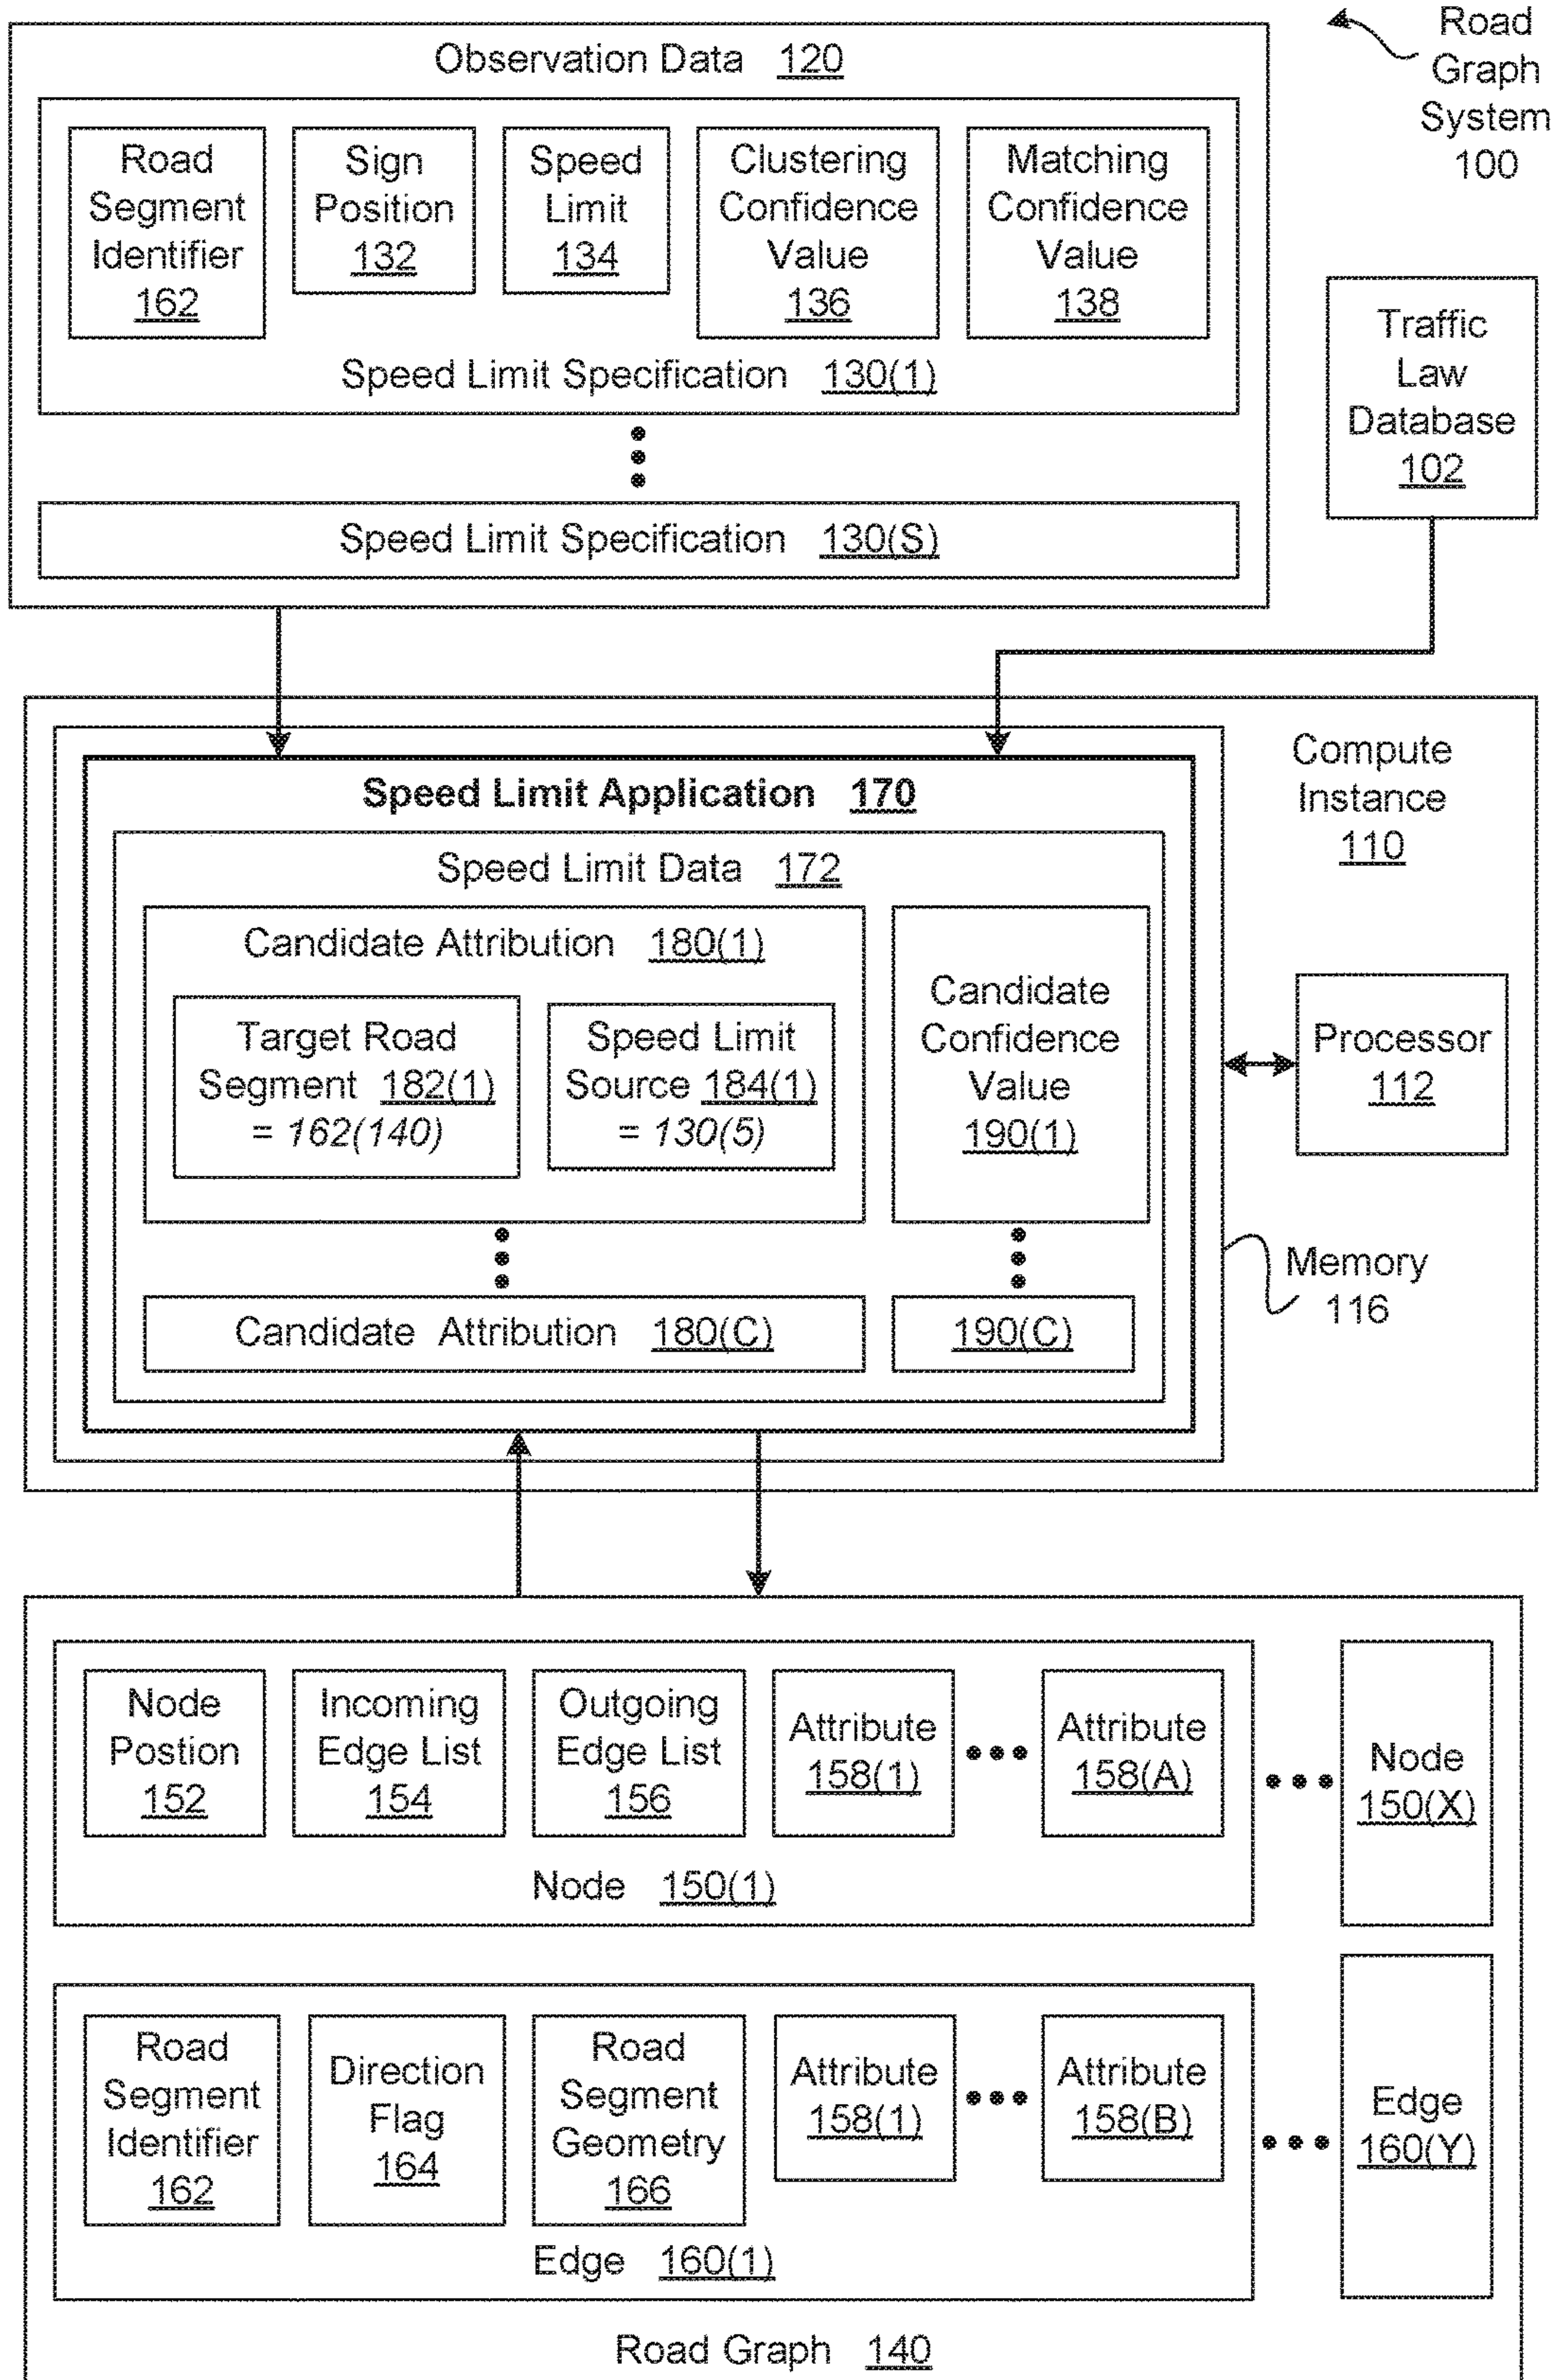 Road
Graph
System
100
Observation Data 120
Road
Segment
Identifier
162
Sign
Position
132
Speed
Limit
134
Clustering
Confidence
Value
136
Matching
Confidence
Value
138
Speed Limit Specification 130(1)
Speed Limit Specification 130(S)
Traffic
Law
Database
102
Compute
Instance
110
Speed Limit Application 170
Speed Limit Data 172
Candidate Attribution 180(1)
Target Road
Segment 182(1)
= 162(140)
Speed Limit
Source 184(1)
= 130(5)
Candidate
Confidence
Value
190(1)
Processor
112
Memory
116
Candidate Attribution 180(C)
190(C)
Node
Postion
152
Incoming
Edge List
154
Outgoing
Edge List
156
Attribute
158(1)
Attribute
158(A)
Node
150(X)
Node 150(1)
Road
Segment
Identifier
162
Direction
Flag
164
Road
Segment
Geometry
166
Attribute
158(1)
Attribute
158(B)
Edge
160(Y)
Edge 160(1)
Road Graph 140